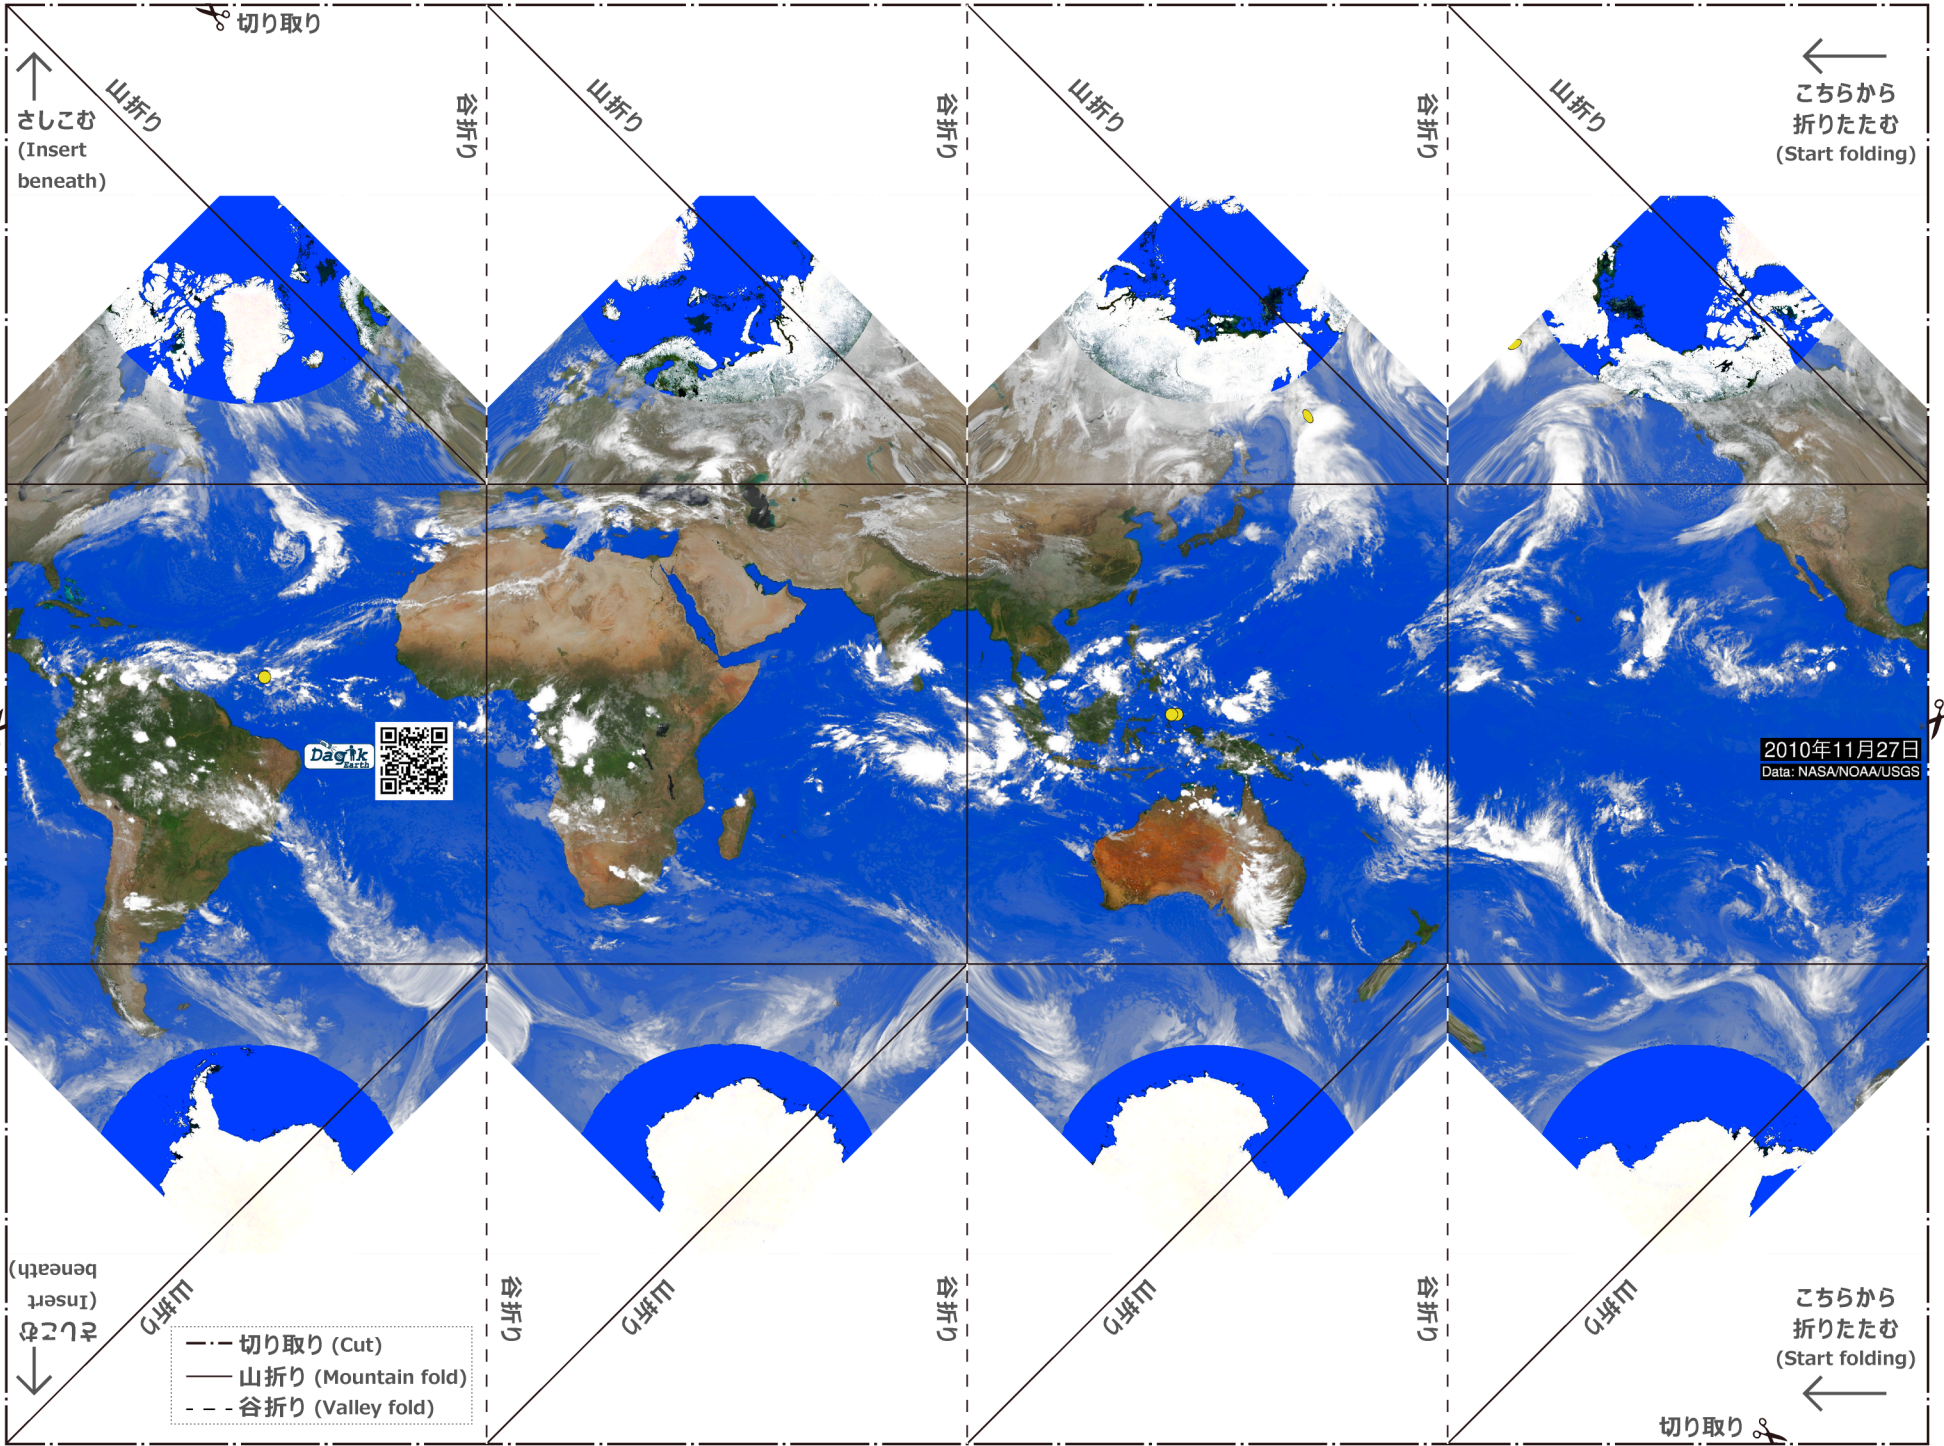 切り取り
山折り
山折り
山折り
山折り
谷折り
谷折り
谷折り
さしこむ
(Insert
beneath)
こちらから
折りたたむ
(Start folding)
Dagik
Earth
2010年11月27日
Data: NASA/NOAA/USGS
さしこむ
(Insert
beneath)
山折り
山折り
山折り
山折り
谷折り
谷折り
谷折り
こちらから
折りたたむ
(Start folding)
切り取り (Cut)
山折り (Mountain fold)
谷折り (Valley fold)
切り取り